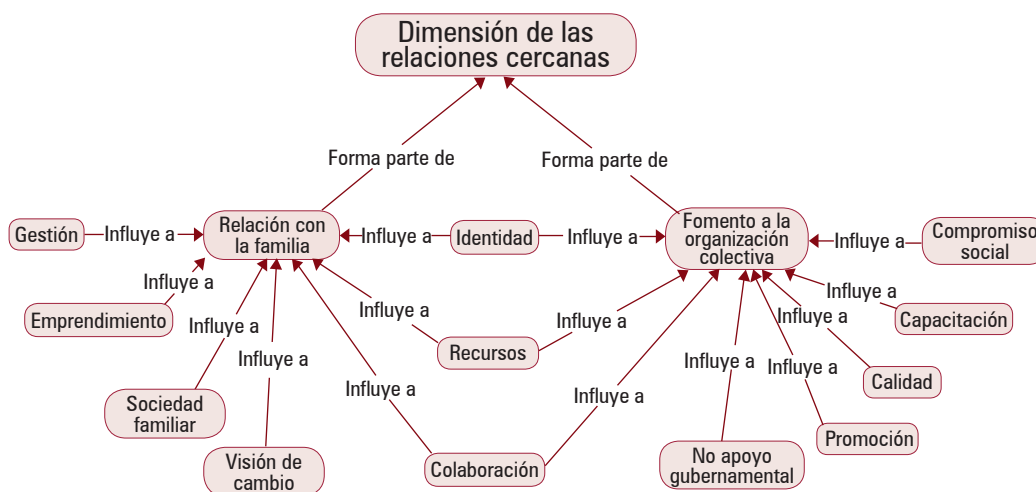 Dimensión de las
relaciones cercanas
Forma parte de
Forma parte de
Gestión
Influye a
Relación con
la familia
Influye a
Identidad
Influye a
Fomento a la
organización
colectiva
Influye a
Compromiso
social
Emprendimiento
Influye a
Influye a
Influye a
Sociedad
familiar
Visión de
cambio
Influye a
Recursos
Influye a
Influye a
Colaboración
Influye a
Influye a
No apoyo
gubernamental
Influye a
Promoción
Influye a
Calidad
Influye a
Capacitación